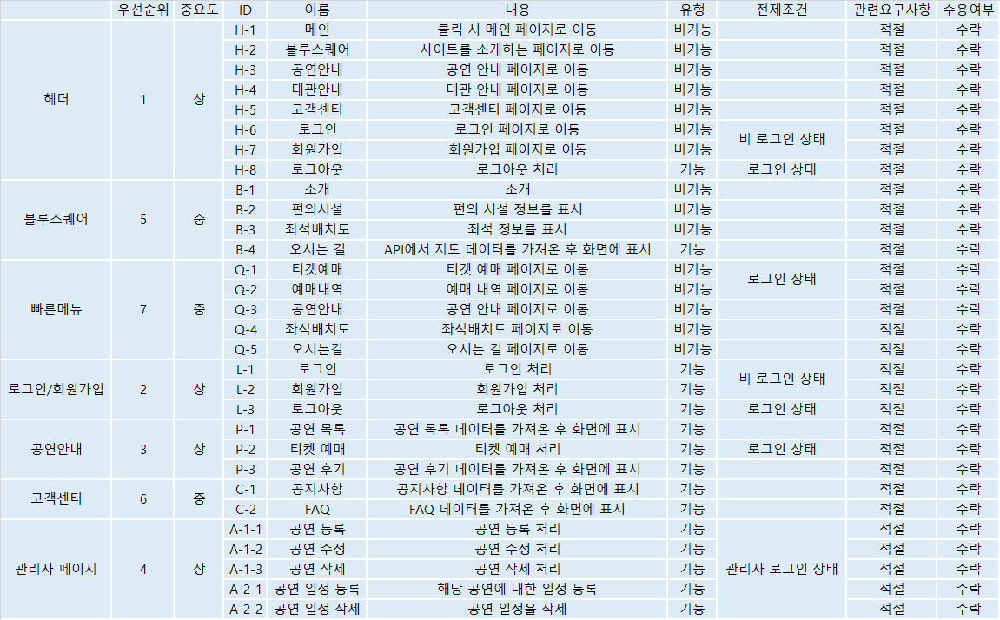 우선순위 중요도 ID 이름 내용 유형 전제조건 관련요구사항 수용여부
헤더 1 상
H-1 메인 클릭 시 메인 페이지로 이동 비기능 적절 수락
H-2 블루스퀘어 사이트를 소개하는 페이지로 이동 비기능 적절 수락
H-3 공연안내 공연 안내 페이지로 이동 비기능 적절 수락
H-4 대관안내 대관 안내 페이지로 이동 비기능 적절 수락
H-5 고객센터 고객센터 페이지로 이동 비기능 적절 수락
H-6 로그인 로그인 페이지로 이동 비기능 비 로그인 상태 적절 수락
H-7 회원가입 회원가입 페이지로 이동 비기능 적절 수락
H-8 로그아웃 로그아웃 처리 기능 로그인 상태 적절 수락
블루스퀘어 5 중
B-1 소개 소개 비기능 적절 수락
B-2 편의시설 편의 시설 정보를 표시 비기능 적절 수락
B-3 좌석배치도 좌석 정보를 표시 비기능 적절 수락
B-4 오시는 길 API에서 지도 데이터를 가져온 후 화면에 표시 기능 적절 수락
빠른메뉴 7 중
Q-1 티켓예매 티켓 예매 페이지로 이동 비기능 로그인 상태 적절 수락
Q-2 예매내역 예매 내역 페이지로 이동 비기능 적절 수락
Q-3 공연안내 공연 안내 페이지로 이동 비기능 적절 수락
Q-4 좌석배치도 좌석배치도 페이지로 이동 비기능 적절 수락
Q-5 오시는길 오시는 길 페이지로 이동 비기능 적절 수락
로그인/회원가입 2 상
L-1 로그인 로그인 처리 기능 비 로그인 상태 적절 수락
L-2 회원가입 회원가입 처리 기능 적절 수락
L-3 로그아웃 로그아웃 처리 기능 로그인 상태 적절 수락
공연안내 3 상
P-1 공연 목록 공연 목록 데이터를 가져온 후 화면에 표시 기능 적절 수락
P-2 티켓 예매 티켓 예매 처리 기능 로그인 상태 적절 수락
P-3 공연 후기 공연 후기 데이터를 가져온 후 화면에 표시 기능 적절 수락
고객센터 6 중
C-1 공지사항 공지사항 데이터를 가져온 후 화면에 표시 기능 적절 수락
C-2 FAQ FAQ 데이터를 가져온 후 화면에 표시 기능 적절 수락
관리자 페이지 4 상
A-1-1 공연 등록 공연 등록 처리 기능 적절 수락
A-1-2 공연 수정 공연 수정 처리 기능 적절 수락
A-1-3 공연 삭제 공연 삭제 처리 기능 관리자 로그인 상태 적절 수락
A-2-1 공연 일정 등록 해당 공연에 대한 일정 등록 기능 적절 수락
A-2-2 공연 일정 삭제 공연 일정을 삭제 기능 적절 수락